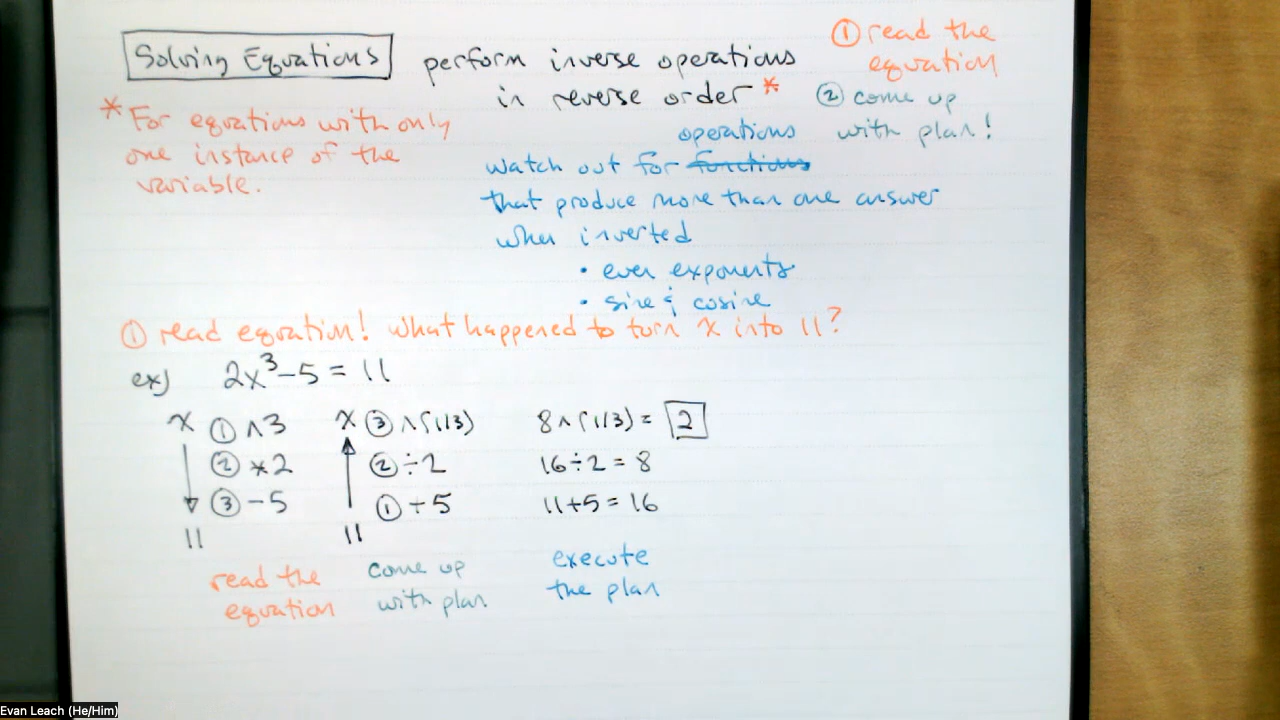 Solving Equations
perform inverse operations
in reverse order *
① read the
equation
② come up
with plan!
* For equations with only
one instance of the
variable.
operations
watch out for functions
that produce more than one answer
when inverted
• even exponents
• sine & cosine
① read equation! What happened to turn x into 11?
ex) 2x³-5 = 11
x ① ^3
② *2
③ -5
11
x ③ ^(1/3)
② ÷2
① +5
11
8^(1/3) = 2
16÷2 = 8
11+5 = 16
read the
equation
come up
with plan
execute
the plan
Evan Leach (He/Him)